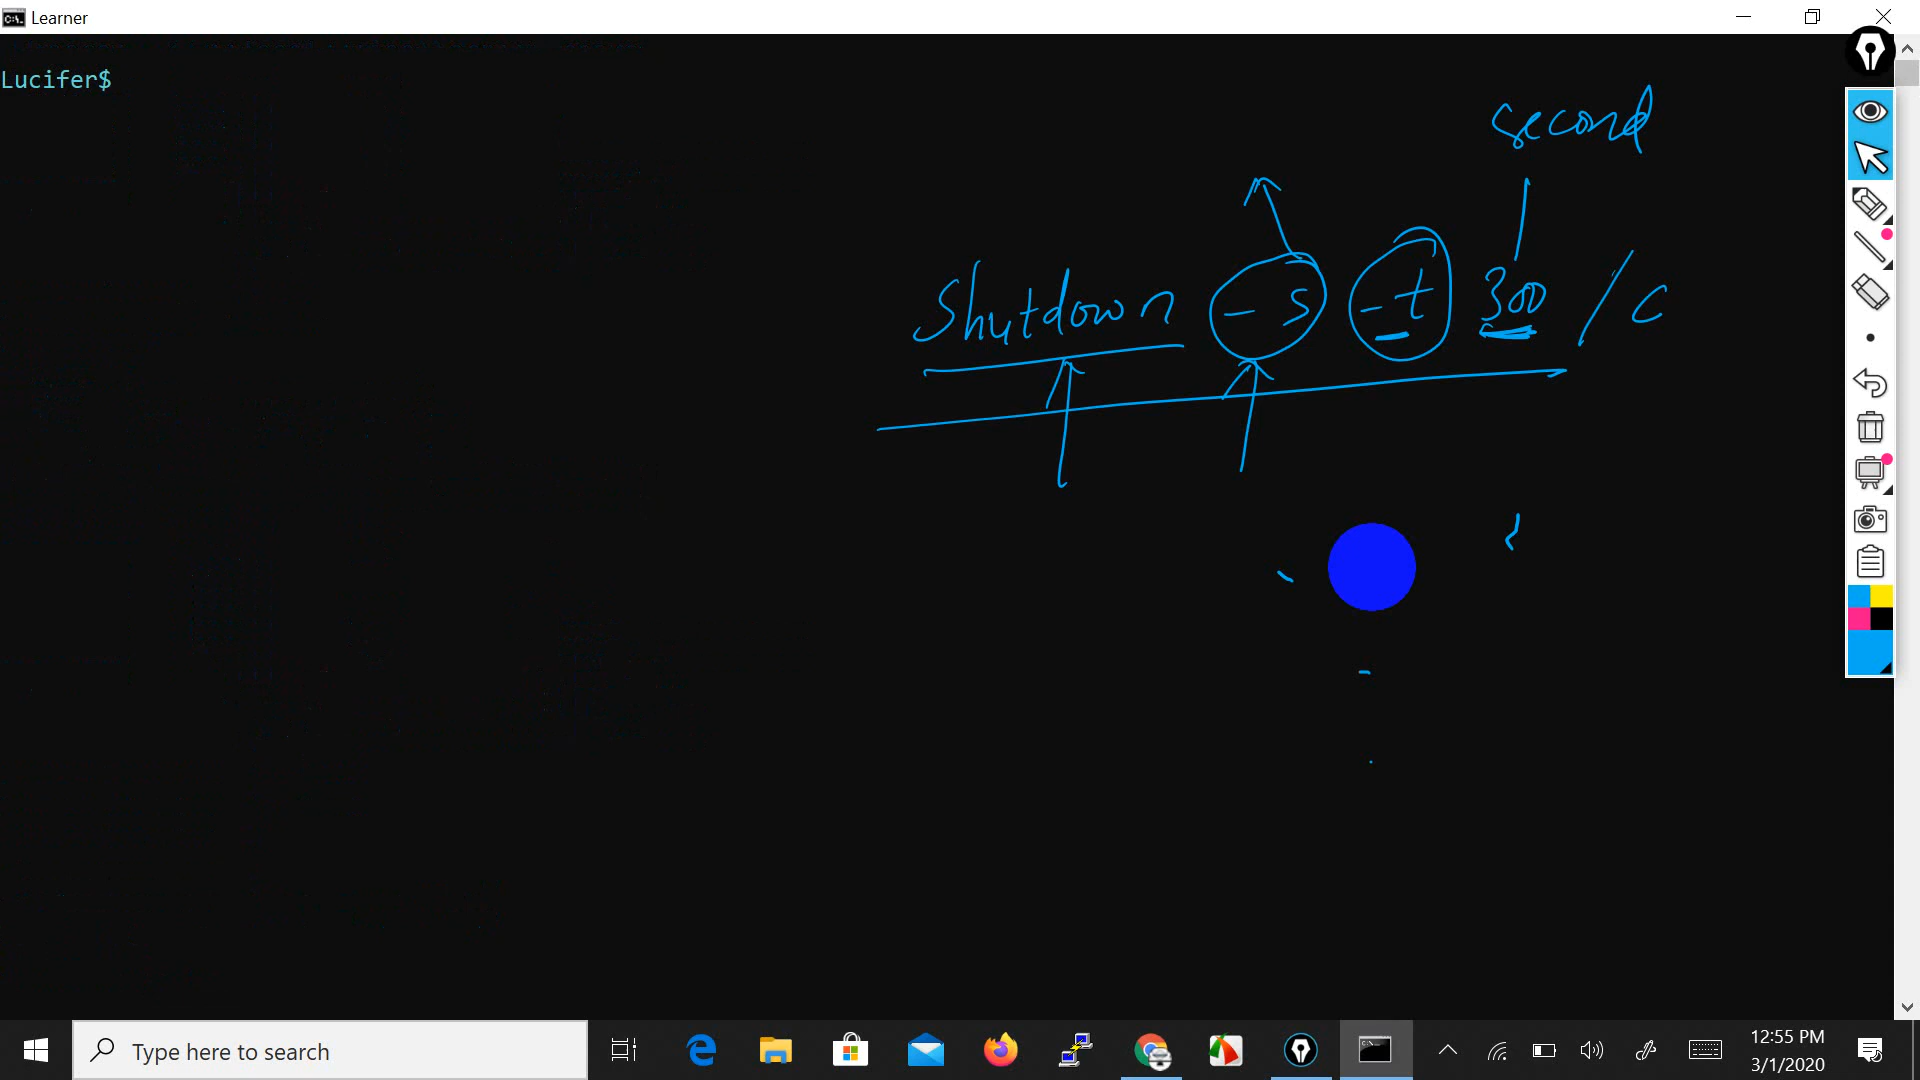 Learner
Lucifer$
second
Shutdown -s -t 300 /c
Type here to search
12:55 PM
3/1/2020